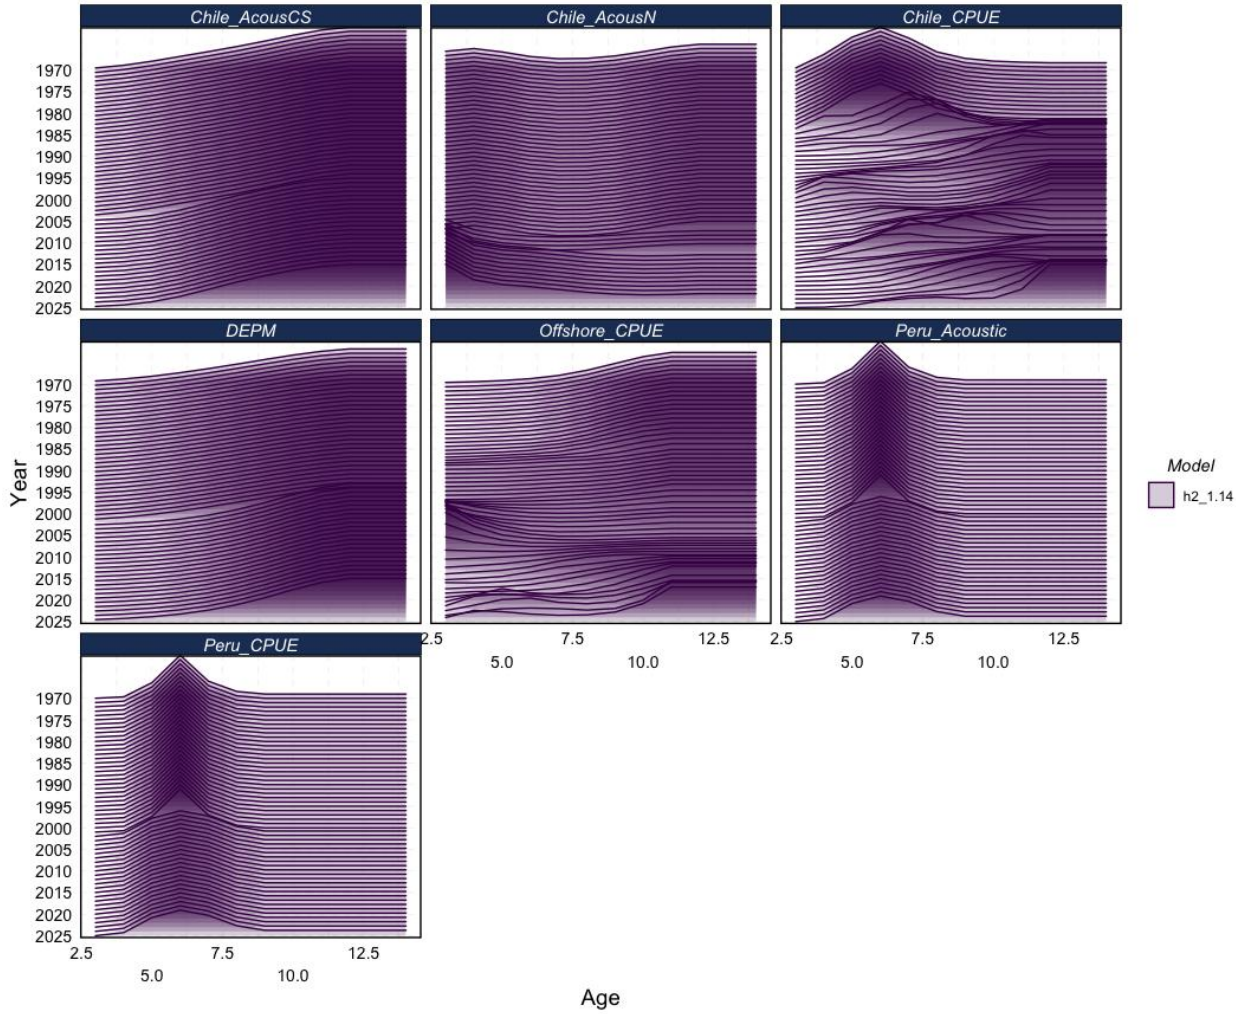 Chile_AcousCS
Chile_AcousN
Chile_CPUE
1970
1975
1980
1985
1990
1995
2000
2005
2010
2015
2020
2025
DEPM
Offshore_CPUE
Peru_Acoustic
1970
1975
1980
1985
1990
1995
2000
2005
2010
2015
2020
2025
Year
Model
h2_1.14
2.5 7.5 12.5 2.5 7.5 12.5
5.0 10.0 5.0 10.0
Peru_CPUE
1970
1975
1980
1985
1990
1995
2000
2005
2010
2015
2020
2025
2.5 7.5 12.5
5.0 10.0
Age